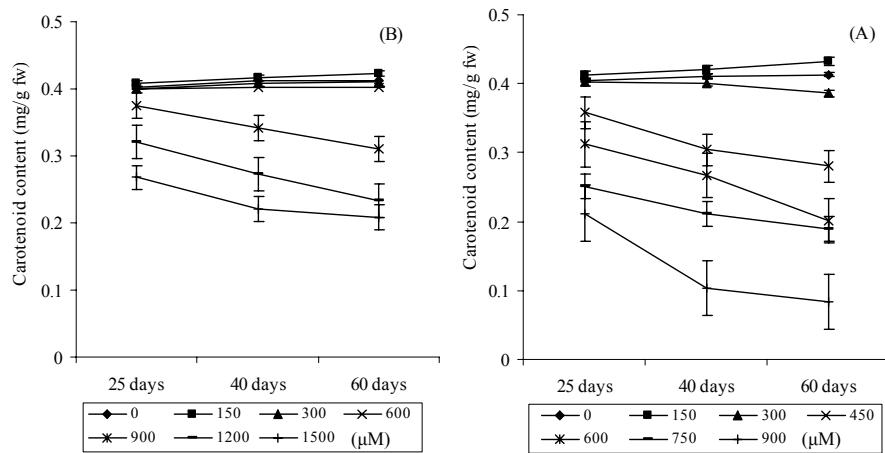 (B)
Carotenoid content (mg/g fw)
0.5
0.4
0.3
0.2
0.1
0
25 days 40 days 60 days
0 150 300 600
900 1200 1500 (μM)
(A)
Carotenoid content (mg/g fw)
0.5
0.4
0.3
0.2
0.1
0
25 days 40 days 60 days
0 150 300 450
600 750 900 (μM)